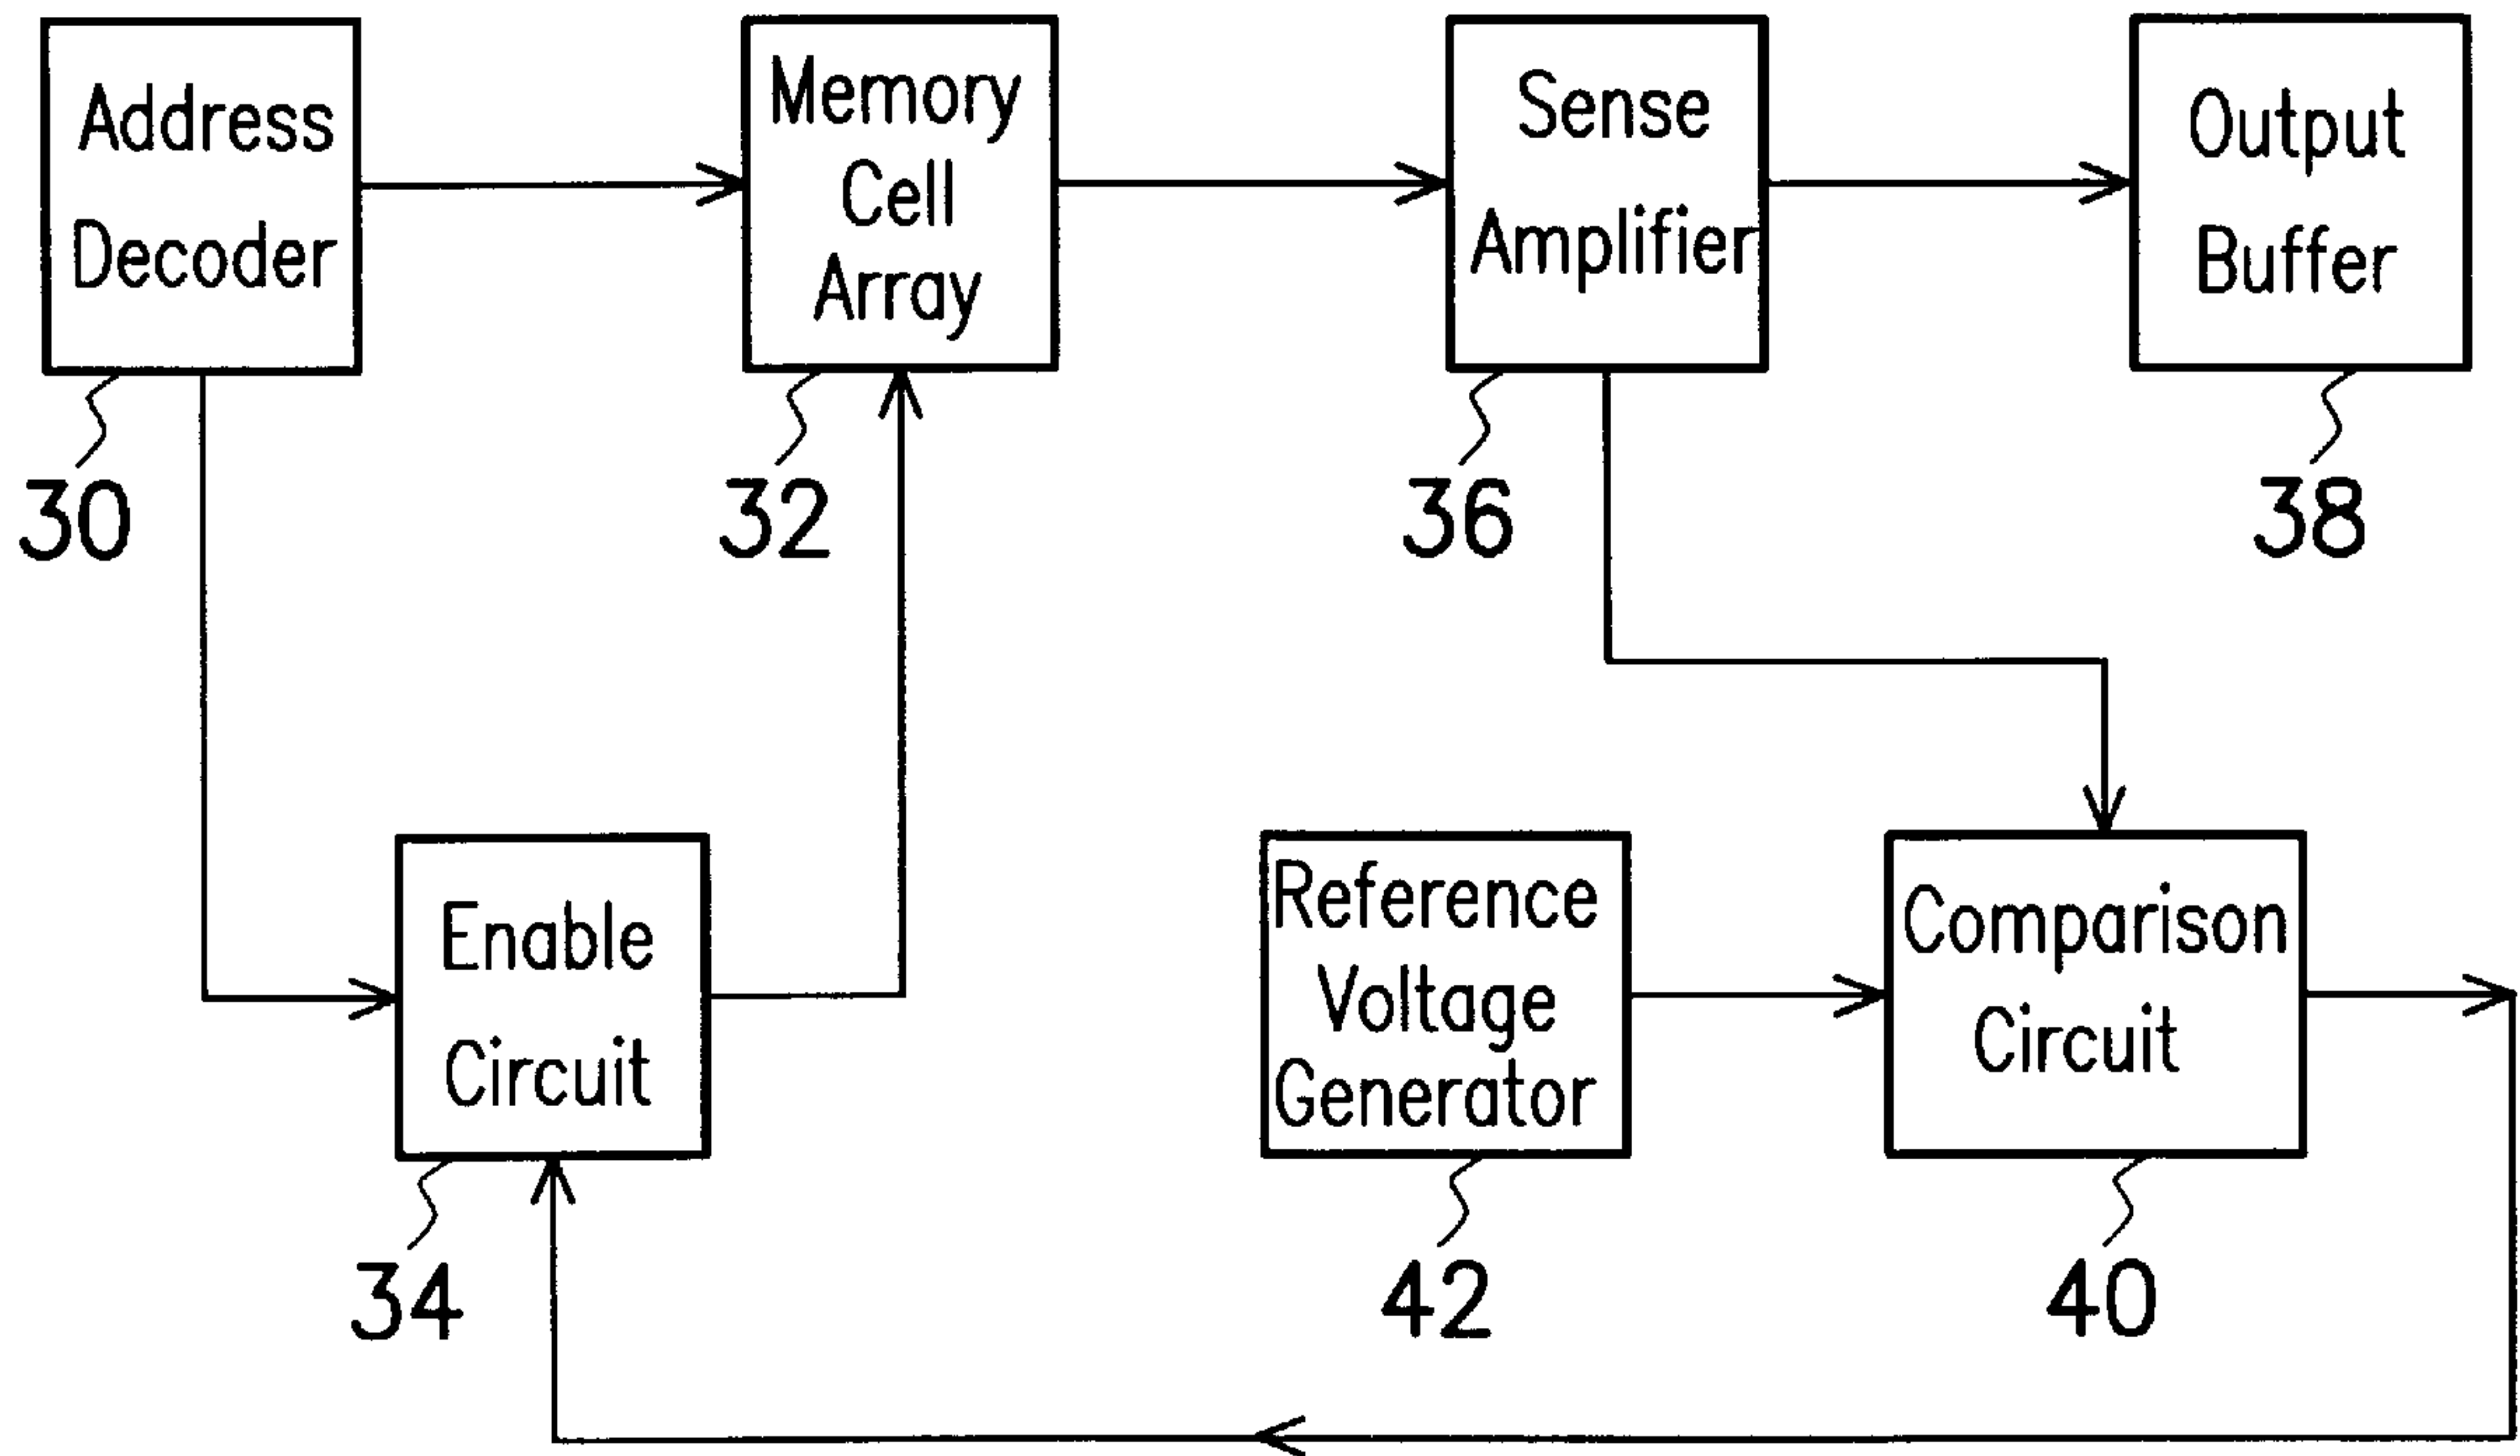 Address
Decoder
30
Memory
Cell
Array
32
Sense
Amplifier
36
Output
Buffer
38
Enable
Circuit
34
Reference
Voltage
Generator
42
Comparison
Circuit
40